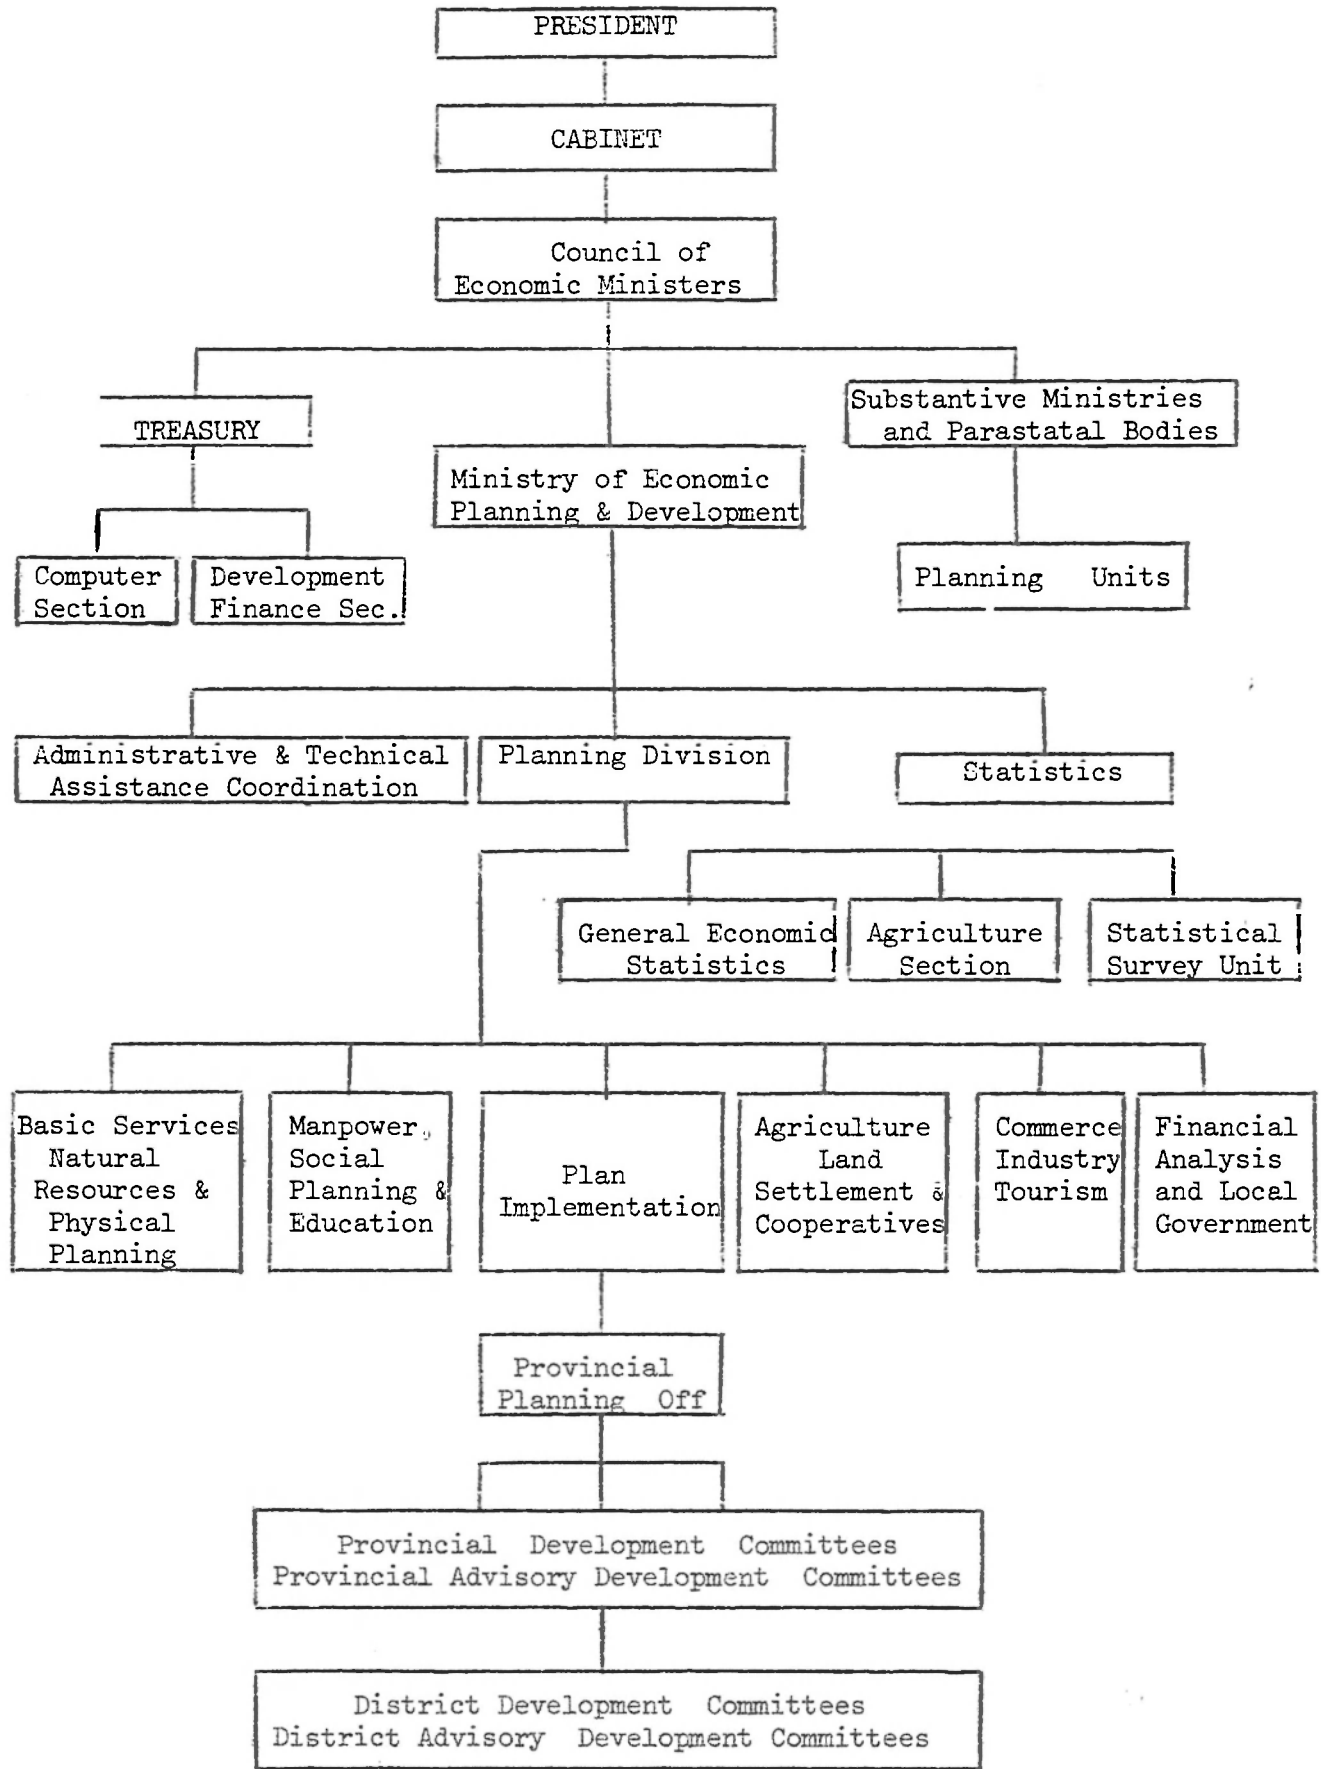 PRESIDENT
CABINET
Council of
Economic Ministers
TREASURY
Substantive Ministries
and Parastatal Bodies
Ministry of Economic
Planning & Development
Computer
Section
Development
Finance Sec.
Planning Units
Administrative & Technical
Assistance Coordination
Planning Division
Statistics
General Economic
Statistics
Agriculture
Section
Statistical
Survey Unit
Basic Services
Natural
Resources &
Physical
Planning
Manpower,
Social
Planning &
Education
Plan
Implementation
Agriculture
Land
Settlement &
Cooperatives
Commerce
Industry
Tourism
Financial
Analysis
and Local
Government
Provincial
Planning Off
Provincial Development Committees
Provincial Advisory Development Committees
District Development Committees
District Advisory Development Committees